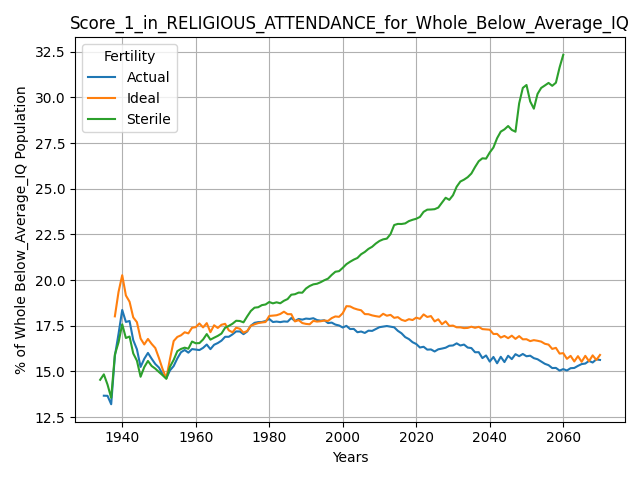 Score_1_in_RELIGIOUS_ATTENDANCE_for_Whole_Below_Average_IQ
Fertility
Actual
Ideal
Sterile
% of Whole Below_Average_IQ Population
32.5
30.0
27.5
25.0
22.5
20.0
17.5
15.0
12.5
1940 1960 1980 2000 2020 2040 2060
Years